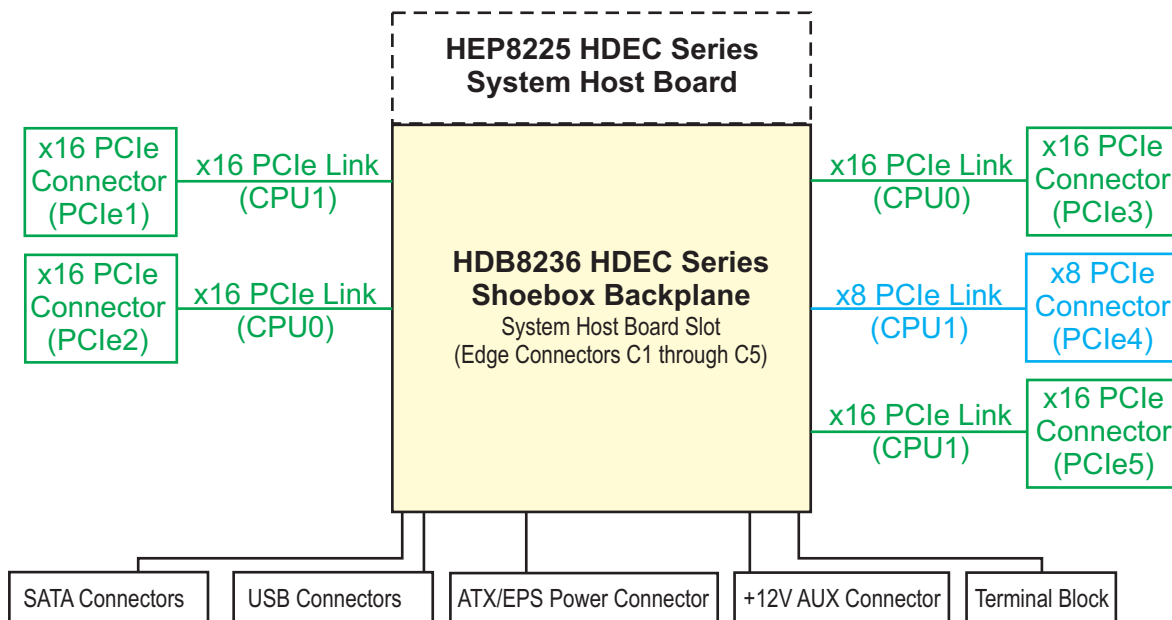 HEP8225 HDEC Series
System Host Board
x16 PCIe
Connector
(PCIe1)
x16 PCIe Link
(CPU1)
x16 PCIe
Connector
(PCIe2)
x16 PCIe Link
(CPU0)
HDB8236 HDEC Series
Shoebox Backplane
System Host Board Slot
(Edge Connectors C1 through C5)
x16 PCIe Link
(CPU0)
x16 PCIe
Connector
(PCIe3)
x8 PCIe Link
(CPU1)
x8 PCIe
Connector
(PCIe4)
x16 PCIe Link
(CPU1)
x16 PCIe
Connector
(PCIe5)
SATA Connectors
USB Connectors
ATX/EPS Power Connector
+12V AUX Connector
Terminal Block